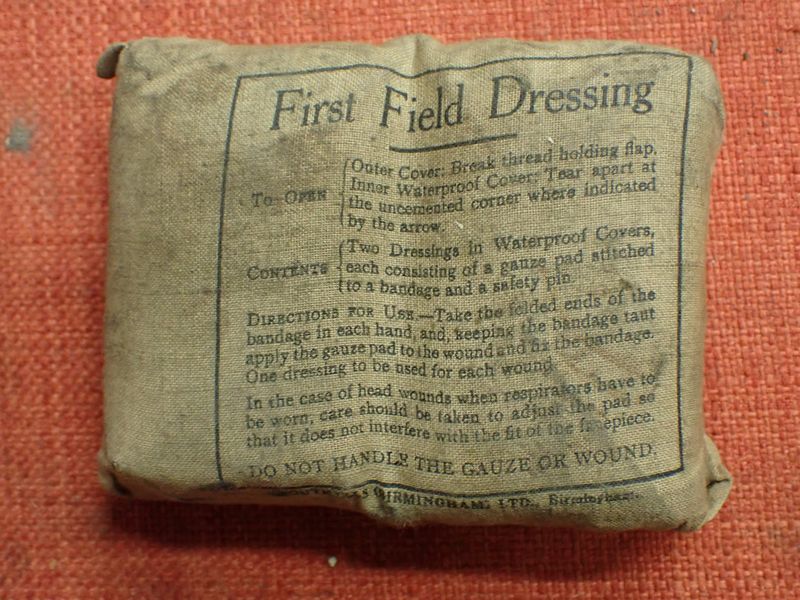 First Field Dressing
To Open
Outer Cover: Break thread holding flap.
Inner Waterproof Cover: Tear apart at
the uncemented corner where indicated
by the arrow.
Contents
Two Dressings in Waterproof Covers,
each consisting of a gauze pad stitched
to a bandage and a safety pin.
Directions for Use.—Take the folded ends of the
bandage in each hand, and, keeping the bandage taut
apply the gauze pad to the wound and fix the bandage.
One dressing to be used for each wound
In the case of head wounds when respirators have to
be worn, care should be taken to adjust the pad so
that it does not interfere with the fit of the facepiece.
DO NOT HANDLE THE GAUZE OR WOUND.
BIRMINGHAM, LTD., Birmingham.